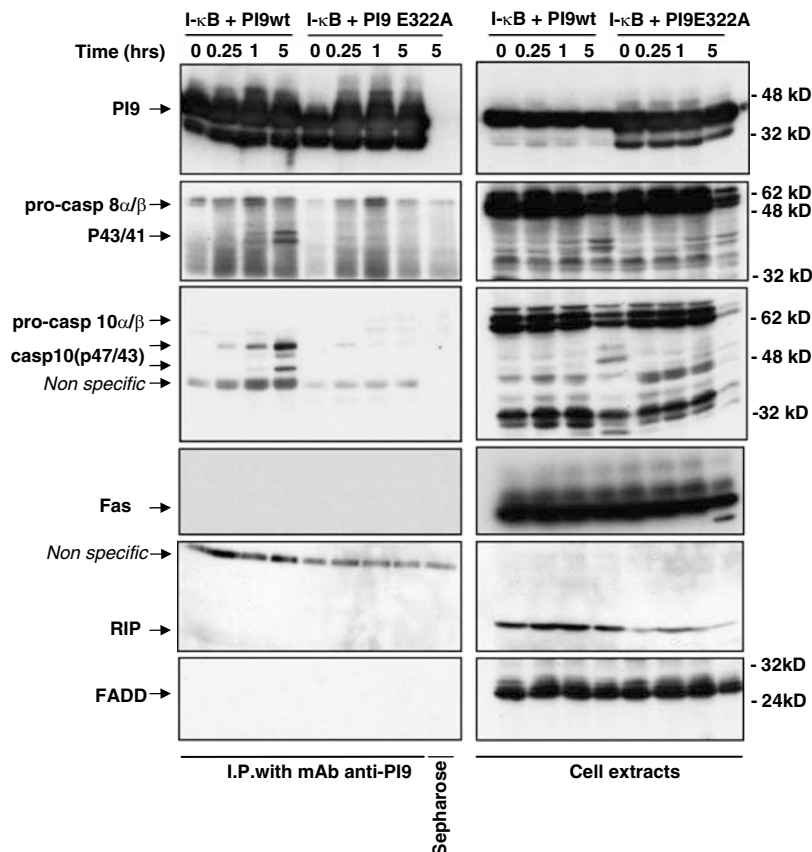 I-κB + PI9wt I-κB + PI9 E322A I-κB + PI9wt I-κB + PI9E322A
Time (hrs) 0 0.25 1 5 0 0.25 1 5 5 0 0.25 1 5 0 0.25 1 5
PI9
- 48 kD
- 32 kD
pro-casp 8α/β
P43/41
- 62 kD
- 48 kD
- 32 kD
pro-casp 10α/β
casp10(p47/43)
Non specific
- 62 kD
- 48 kD
-32 kD
Fas
Non specific
RIP
FADD
- 32kD
- 24kD
I.P.with mAb anti-PI9
Sepharose
Cell extracts